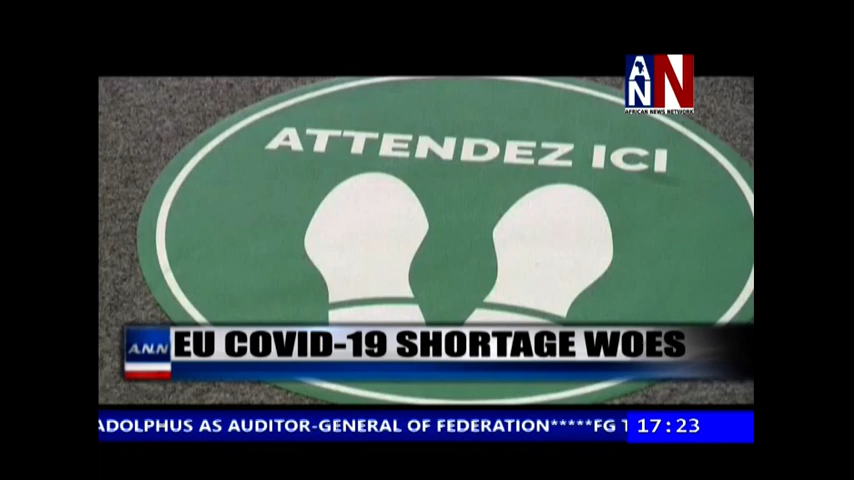 ANN
AFRICAN NEWS NETWORK
ATTENDEZ ICI
A.N.N
EU COVID-19 SHORTAGE WOES
ADOLPHUS AS AUDITOR-GENERAL OF FEDERATION*****FG T
17:23